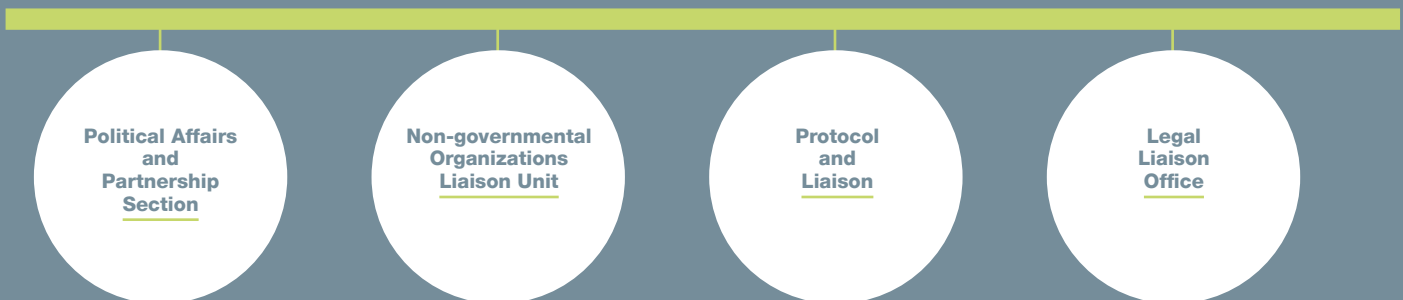 Political Affairs
and
Partnership
Section
Non-governmental
Organizations
Liaison Unit
Protocol
and
Liaison
Legal
Liaison
Office